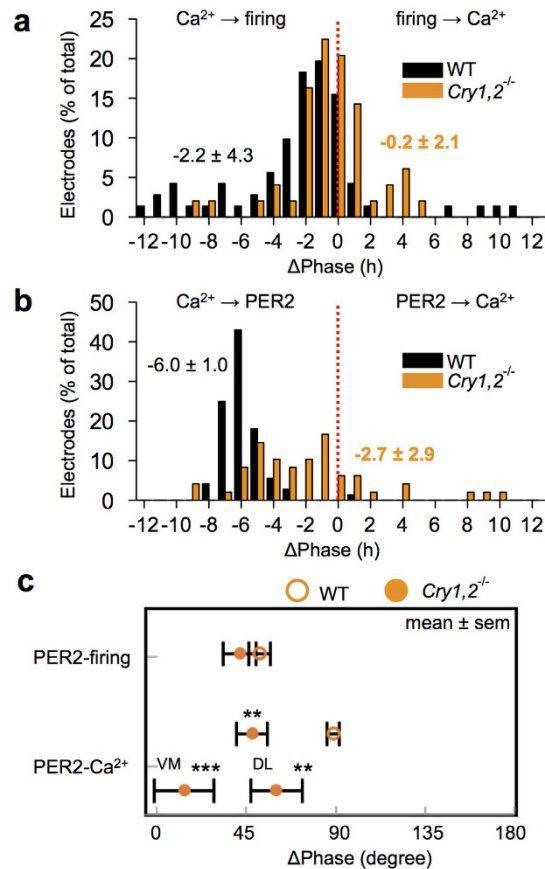 a
Ca²⁺ → firing
firing → Ca²⁺
WT
Cry1,2⁻/⁻
-2.2 ± 4.3
-0.2 ± 2.1
Electrodes (% of total)
25
20
15
10
5
0
-12 -10 -8 -6 -4 -2 0 2 4 6 8 10 12
ΔPhase (h)
b
Ca²⁺ → PER2
PER2 → Ca²⁺
WT
Cry1,2⁻/⁻
-6.0 ± 1.0
-2.7 ± 2.9
Electrodes (% of total)
50
40
30
20
10
0
-12 -10 -8 -6 -4 -2 0 2 4 6 8 10 12
ΔPhase (h)
c
WT Cry1,2⁻/⁻
mean ± sem
PER2-firing
**
PER2-Ca²⁺
VM *** DL **
0 45 90 135 180
ΔPhase (degree)